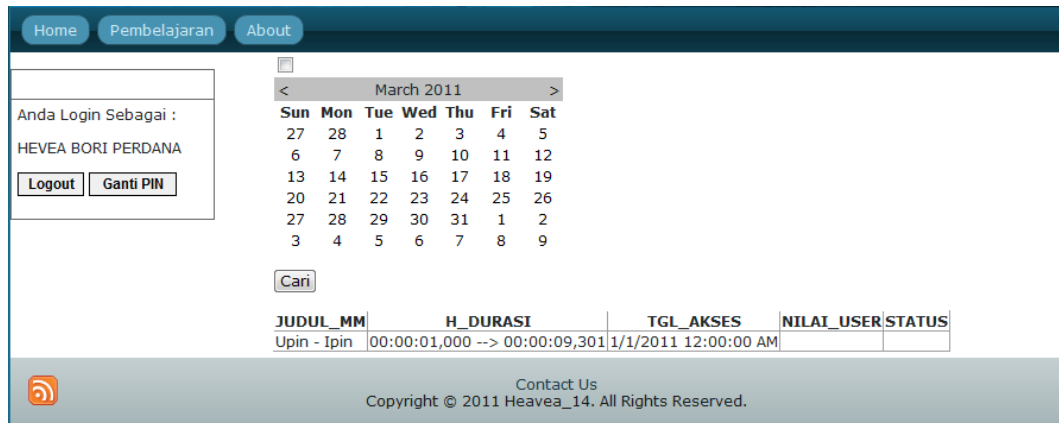 Home Pembelajaran About
Anda Login Sebagai :
HEVEA BORI PERDANA
Logout Ganti PIN
< March 2011 >
Sun Mon Tue Wed Thu Fri Sat
27 28 1 2 3 4 5
6 7 8 9 10 11 12
13 14 15 16 17 18 19
20 21 22 23 24 25 26
27 28 29 30 31 1 2
3 4 5 6 7 8 9
Cari
JUDUL_MM H_DURASI TGL_AKSES NILAI_USER STATUS
Upin - Ipin 00:00:01,000 --> 00:00:09,301 1/1/2011 12:00:00 AM
Contact Us
Copyright © 2011 Heavea_14. All Rights Reserved.